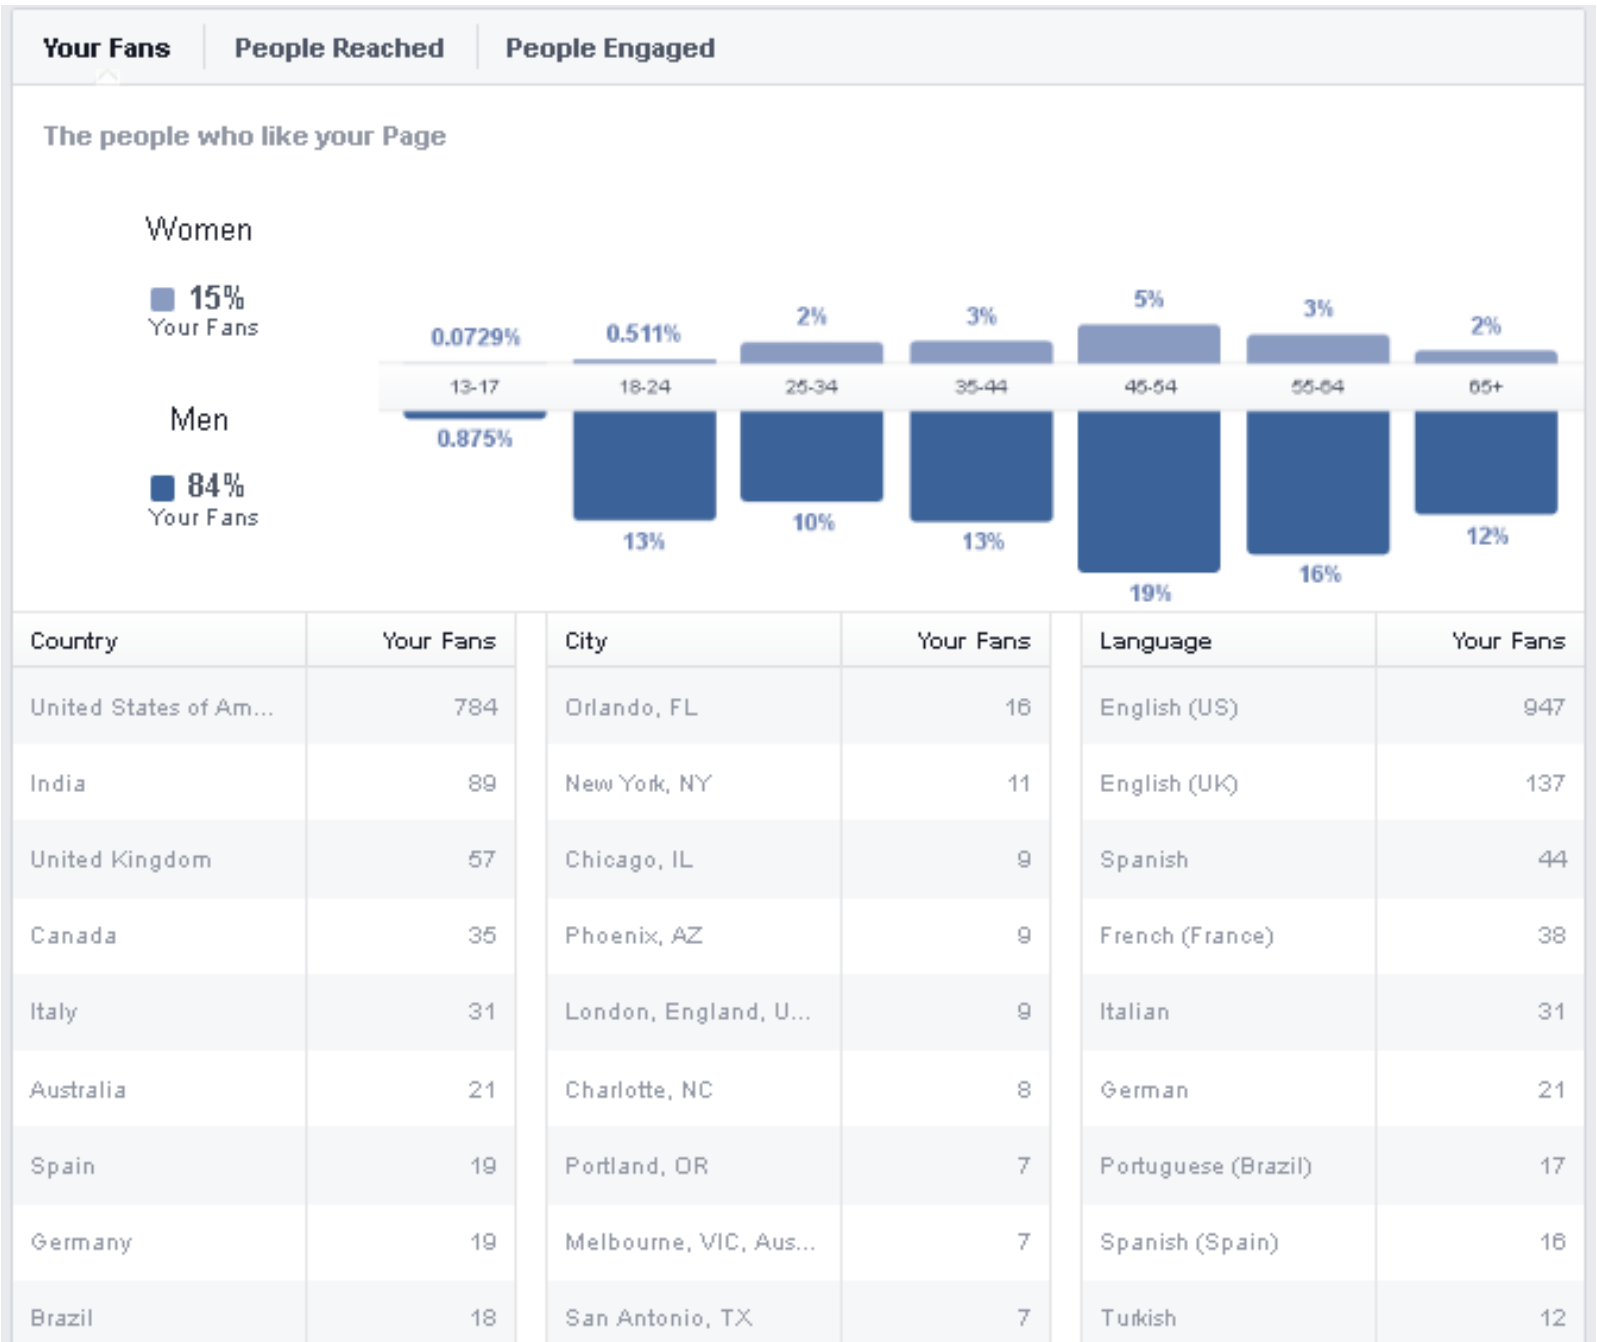 Your Fans People Reached People Engaged
The people who like your Page
Women
15%
Your Fans
0.0729% 0.511% 2% 3% 5% 3% 2%
13-17 18-24 25-34 35-44 45-54 55-64 65+
Men
84%
Your Fans
0.875% 13% 10% 13% 19% 16% 12%
Country Your Fans City Your Fans Language Your Fans
United States of Am... 784 Orlando, FL 16 English (US) 947
India 89 New York, NY 11 English (UK) 137
United Kingdom 57 Chicago, IL 9 Spanish 44
Canada 35 Phoenix, AZ 9 French (France) 38
Italy 31 London, England, U... 9 Italian 31
Australia 21 Charlotte, NC 8 German 21
Spain 19 Portland, OR 7 Portuguese (Brazil) 17
Germany 19 Melbourne, VIC, Aus... 7 Spanish (Spain) 16
Brazil 18 San Antonio, TX 7 Turkish 12